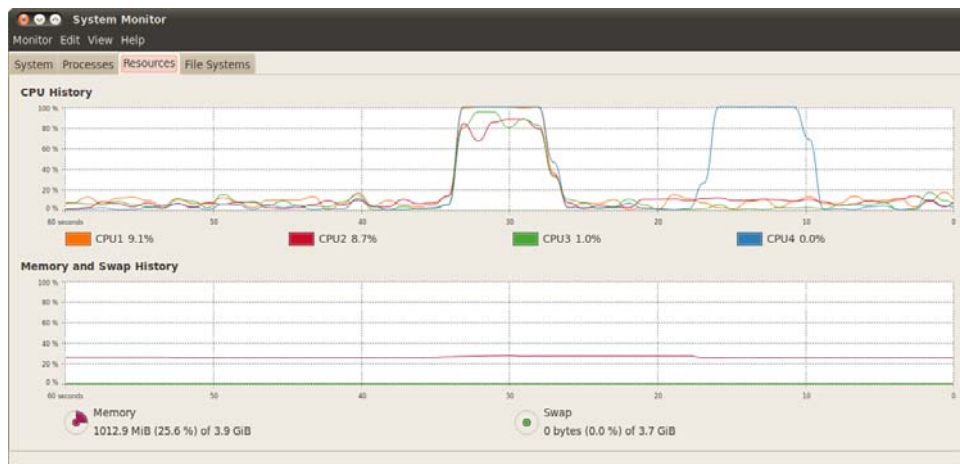 System Monitor
Monitor Edit View Help
System Processes Resources File Systems
CPU History
100 %
80 %
60 %
40 %
20 %
0 %
60 seconds 50 40 30 20 10 0
CPU1 9.1% CPU2 8.7% CPU3 1.0% CPU4 0.0%
Memory and Swap History
100 %
80 %
60 %
40 %
20 %
0 %
60 seconds 50 40 30 20 10 0
Memory
1012.9 MiB (25.6 %) of 3.9 GiB
Swap
0 bytes (0.0 %) of 3.7 GiB